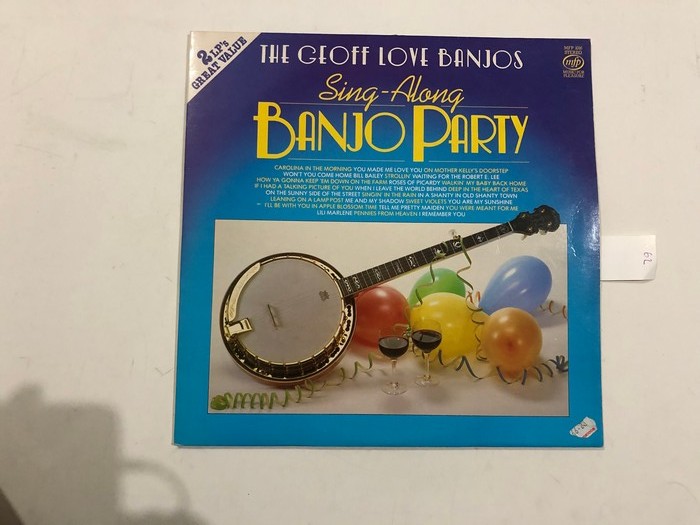 2 LP's
GREAT VALUE
THE GEOFF LOVE BANJOS
STEREO
mfp
MUSIC FOR
PLEASURE
Sing-Along
BANJO PARTY
CAROLINA IN THE MORNING YOU MADE ME LOVE YOU ON MOTHER KELLY'S DOORSTEP
WON'T YOU COME HOME BILL BAILEY STROLLIN' WAITING FOR THE ROBERT E. LEE
HOW YA GONNA KEEP 'EM DOWN ON THE FARM ROSES OF PICARDY WALKIN' MY BABY BACK HOME
IF I HAD A TALKING PICTURE OF YOU WHEN I LEAVE THE WORLD BEHIND DEEP IN THE HEART OF TEXAS
ON THE SUNNY SIDE OF THE STREET SINGIN' IN THE RAIN IN A SHANTY IN OLD SHANTY TOWN
LEANING ON A LAMP POST ME AND MY SHADOW SWEET VIOLETS YOU ARE MY SUNSHINE
I'LL BE WITH YOU IN APPLE BLOSSOM TIME TELL ME PRETTY MAIDEN YOU WERE MEANT FOR ME
LILI MARLENE PENNIES FROM HEAVEN I REMEMBER YOU